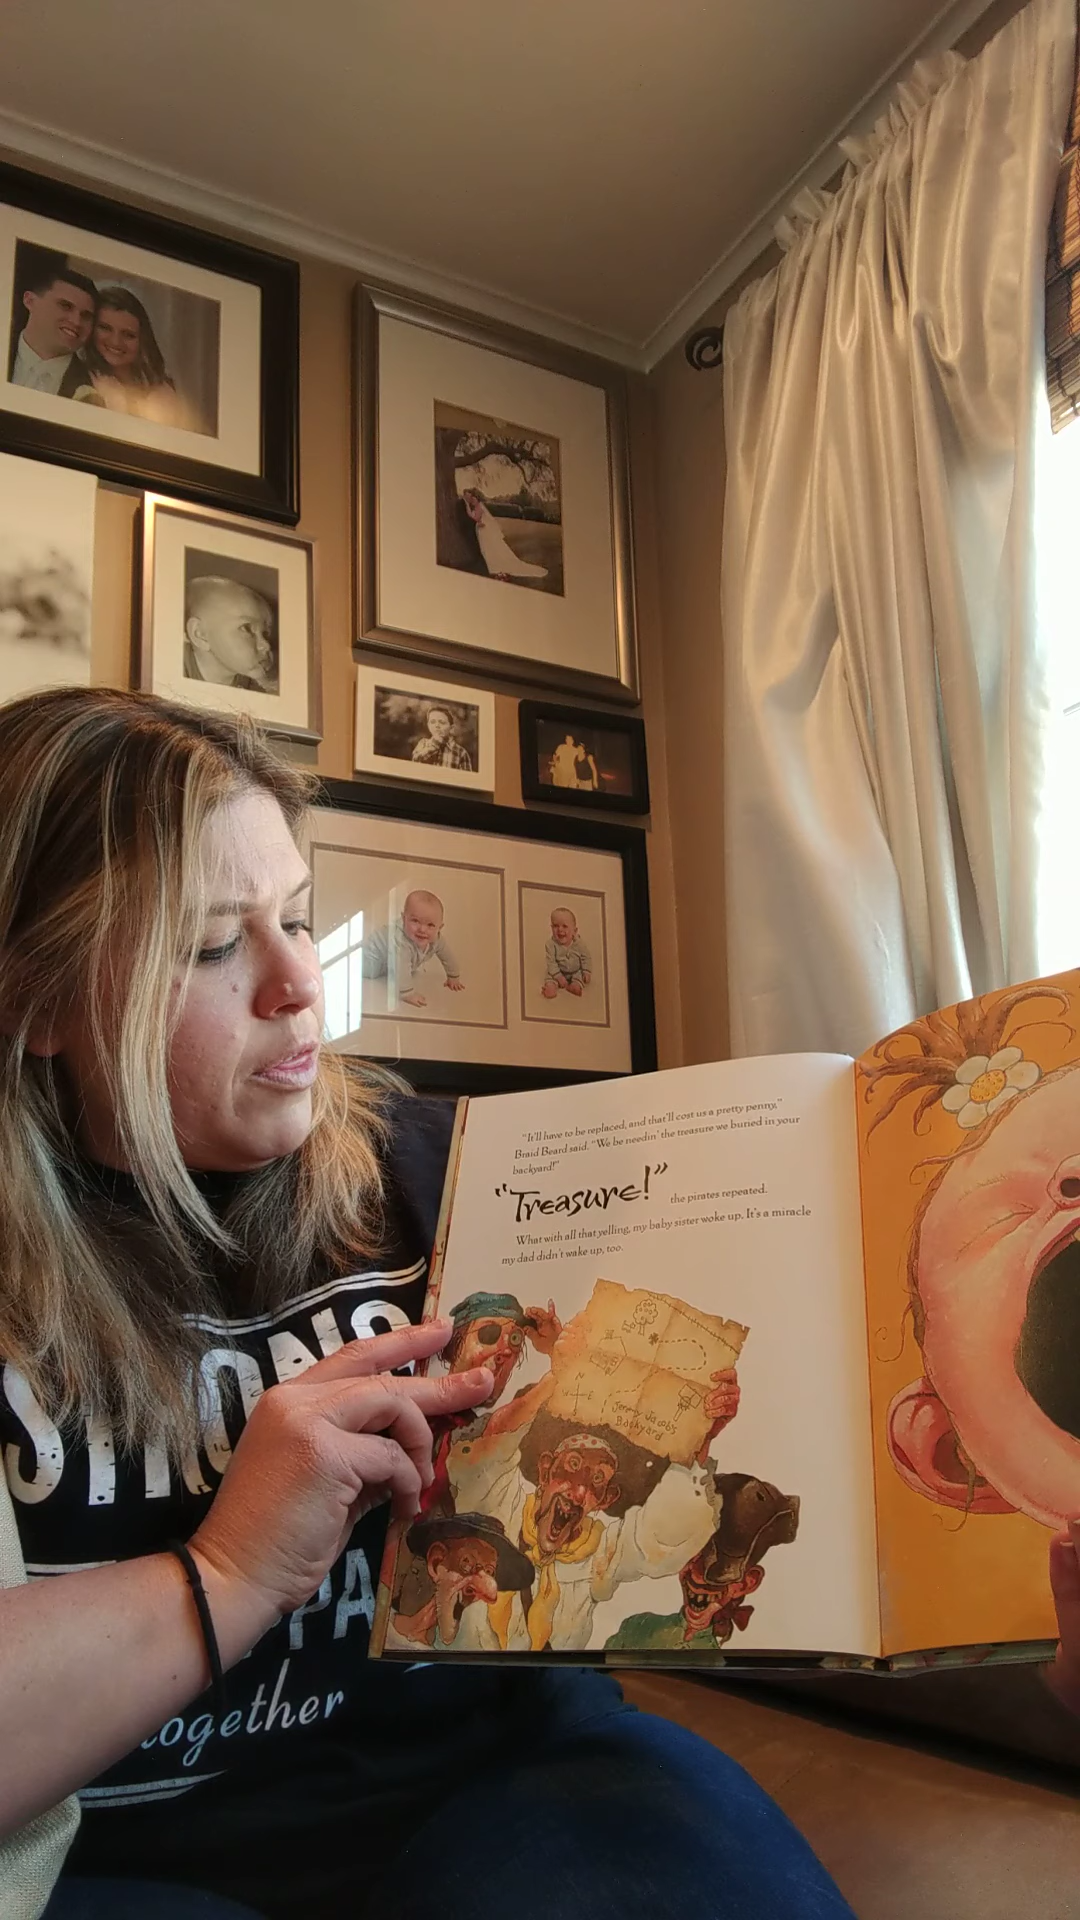 "It'll have to be replaced, and that'll cost us a pretty penny,"
Braid Beard said. "We be needin' the treasure we buried in your
backyard!"
"Treasure!" the pirates repeated.
What with all that yelling, my baby sister woke up. It's a miracle
my dad didn't wake up, too.
N
W E
Jeremy Jacob's
Backyard
STRONG
together